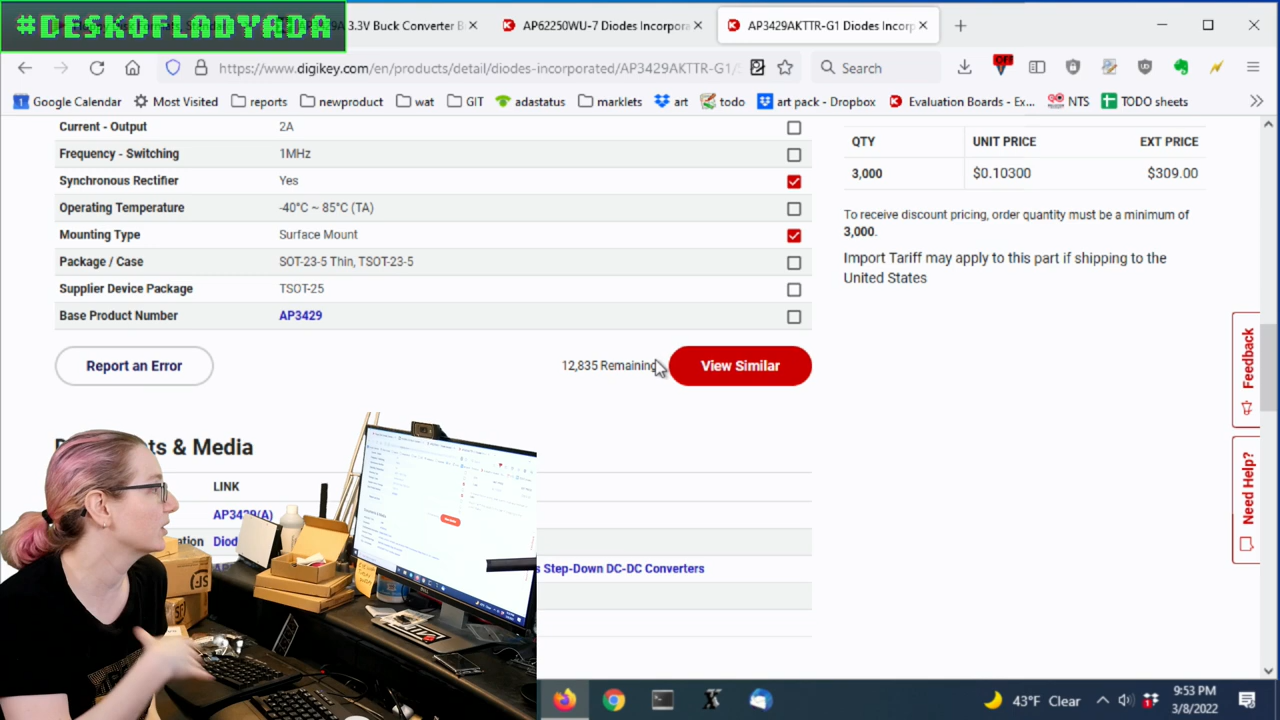 #DESKOFLADYADA
3.3V Buck Converter B
AP62250WU-7 Diodes Incorpora
AP3429AKTTR-G1 Diodes Incorp
https://www.digikey.com/en/products/detail/diodes-incorporated/AP3429AKTTR-G1/
Search
off
Google Calendar
Most Visited
reports
newproduct
wat
GIT
adastatus
marklets
art
todo
art pack - Dropbox
Evaluation Boards - Ex...
NTS
TODO sheets
Current - Output 2A
Frequency - Switching 1MHz
Synchronous Rectifier Yes
Operating Temperature -40°C ~ 85°C (TA)
Mounting Type Surface Mount
Package / Case SOT-23-5 Thin, TSOT-23-5
Supplier Device Package TSOT-25
Base Product Number AP3429
Report an Error
12,835 Remaining
View Similar
QTY UNIT PRICE EXT PRICE
3,000 $0.10300 $309.00
To receive discount pricing, order quantity must be a minimum of
3,000.
Import Tariff may apply to this part if shipping to the
United States
Feedback
Need Help?
ts & Media
LINK
AP3429(A)
ation Diod
s Step-Down DC-DC Converters
43°F Clear
9:53 PM
3/8/2022